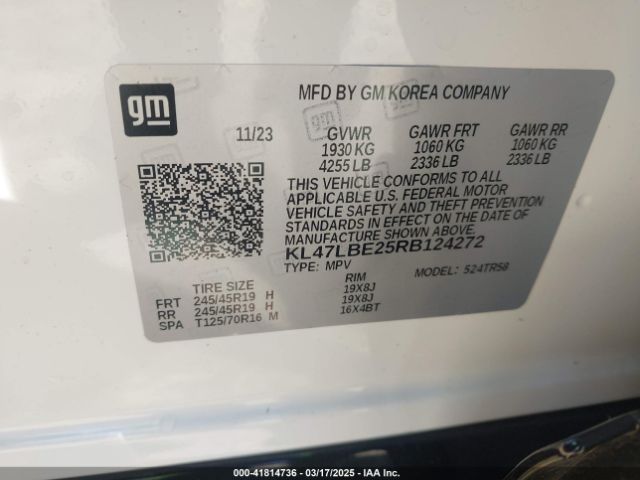 gm
MFD BY GM KOREA COMPANY
11/23 GVWR GAWR FRT GAWR RR
1930 KG 1060 KG 1060 KG
4255 LB 2336 LB 2336 LB
THIS VEHICLE CONFORMS TO ALL
APPLICABLE U.S. FEDERAL MOTOR
VEHICLE SAFETY AND THEFT PREVENTION
STANDARDS IN EFFECT ON THE DATE OF
MANUFACTURE SHOWN ABOVE.
KL47LBE25RB124272
TYPE: MPV MODEL: 524TR58
TIRE SIZE RIM
FRT 245/45R19 H 19X8J
RR 245/45R19 H 19X8J
SPA T125/70R16 M 16X4BT
000-41814736 - 03/17/2025 - IAA Inc.